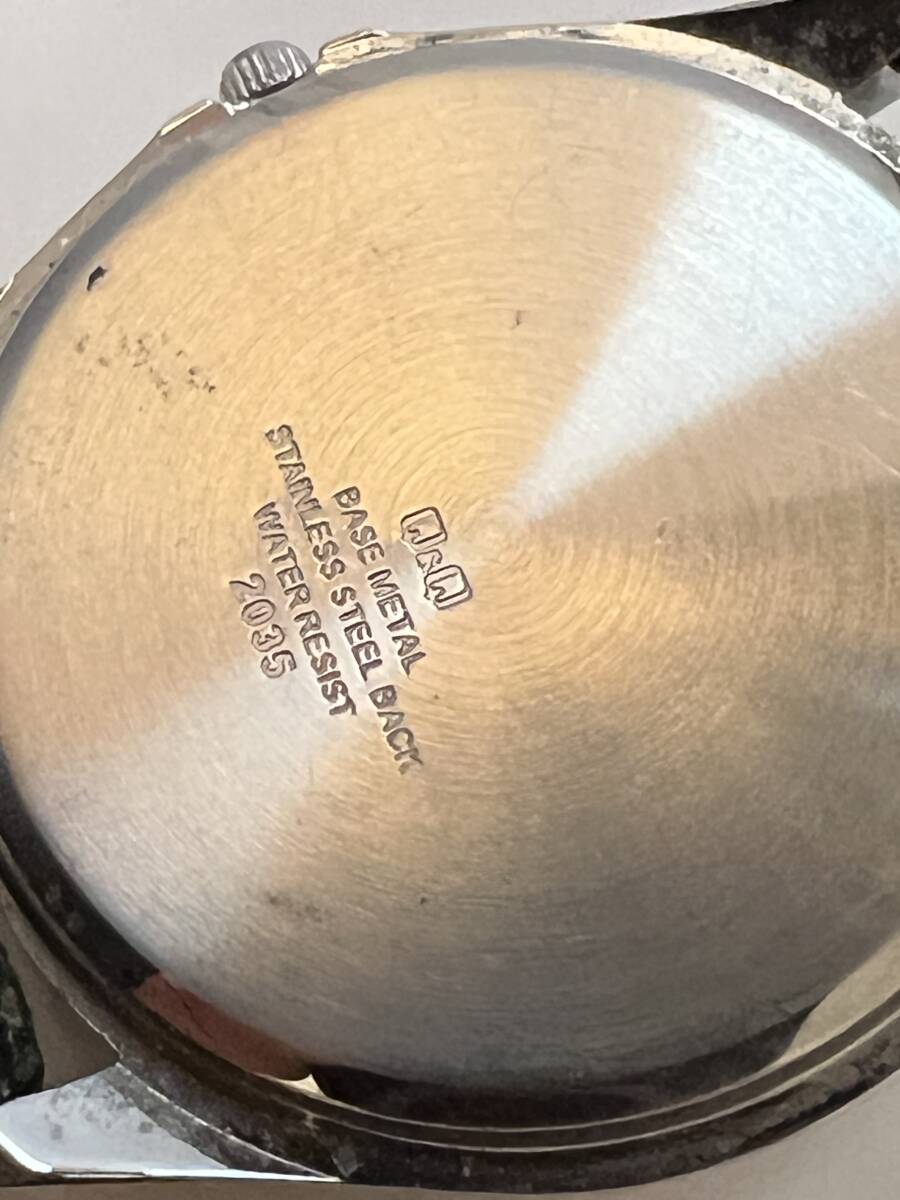 Q&Q
BASE METAL
STAINLESS STEEL BACK
WATER RESIST
2035